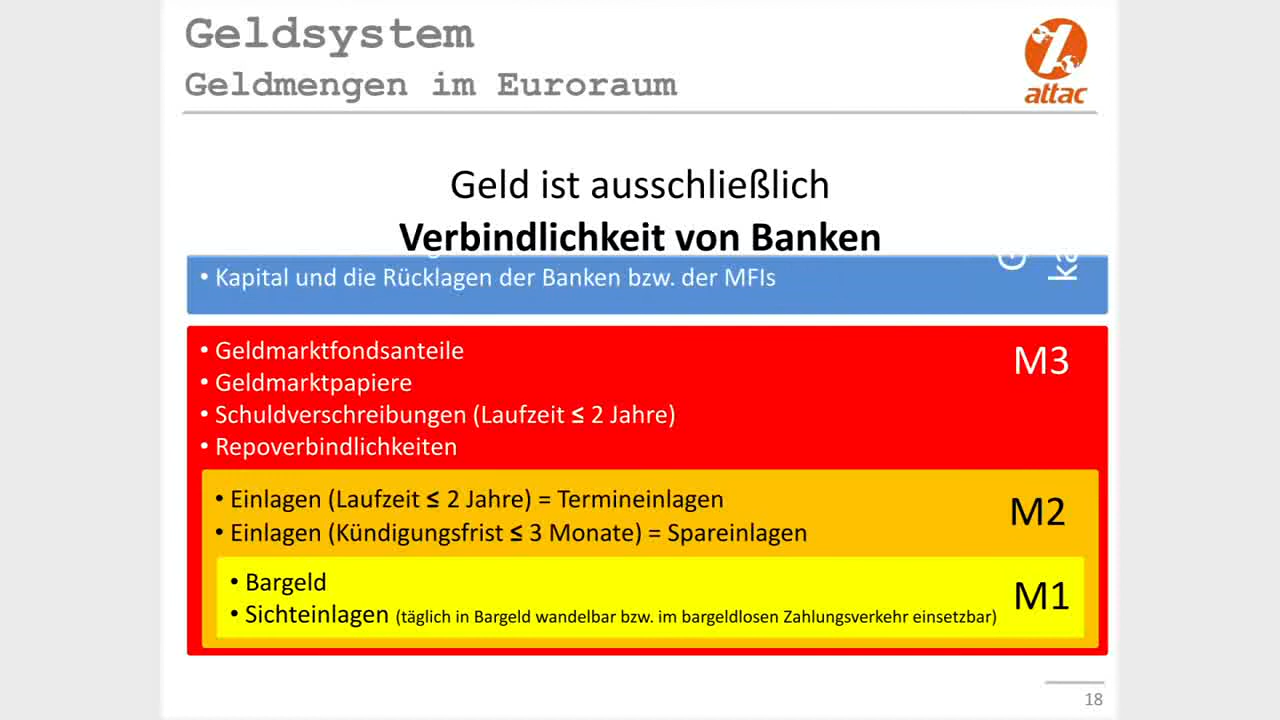 Geldsystem
Geldmengen im Euroraum
attac
Geld ist ausschließlich
Verbindlichkeit von Banken
• Kapital und die Rücklagen der Banken bzw. der MFIs
• Geldmarktfondsanteile
M3
• Geldmarktpapiere
• Schuldverschreibungen (Laufzeit ≤ 2 Jahre)
• Repoverbindlichkeiten
• Einlagen (Laufzeit ≤ 2 Jahre) = Termineinlagen
M2
• Einlagen (Kündigungsfrist ≤ 3 Monate) = Spareinlagen
• Bargeld
M1
• Sichteinlagen (täglich in Bargeld wandelbar bzw. im bargeldlosen Zahlungsverkehr einsetzbar)
18